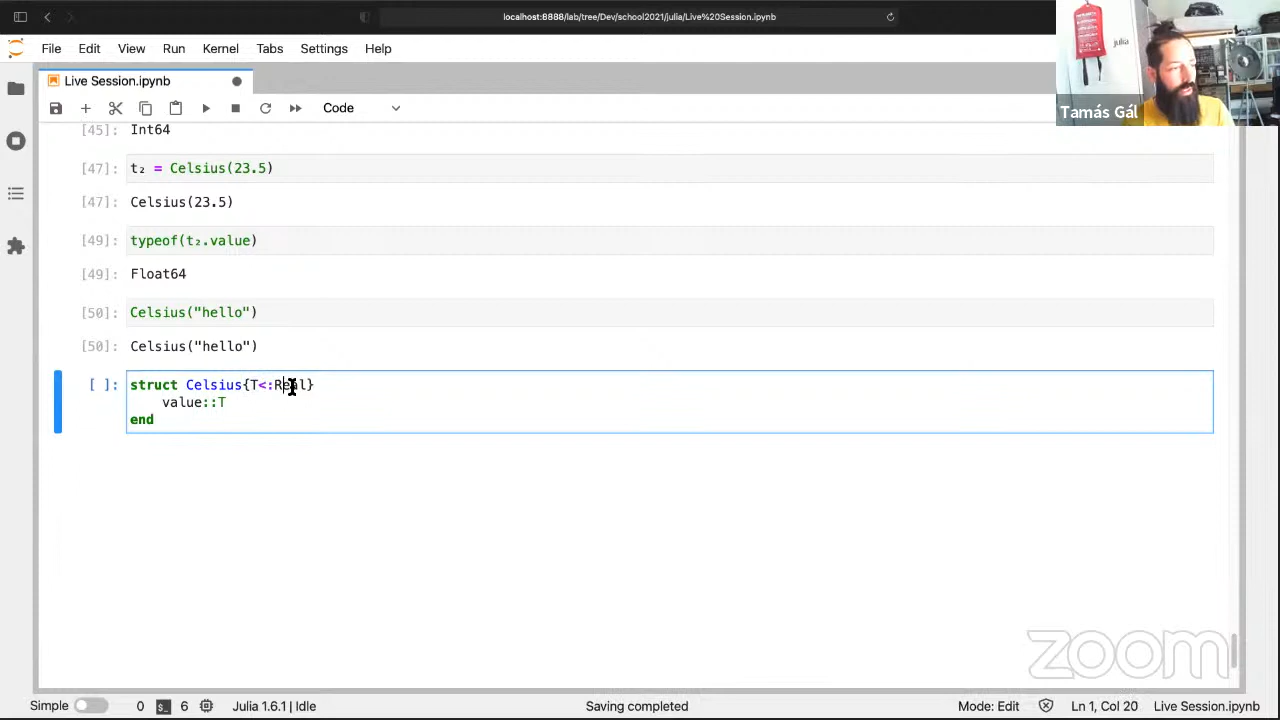 localhost:8888/lab/tree/Dev/school2021/julia/Live%20Session.ipynb
File Edit View Run Kernel Tabs Settings Help
Live Session.ipynb
Code
julia
Tamás Gál
[45]: Int64
[47]: t₂ = Celsius(23.5)
[47]: Celsius(23.5)
[49]: typeof(t₂.value)
[49]: Float64
[50]: Celsius("hello")
[50]: Celsius("hello")
[ ]: struct Celsius{T<:Real}
value::T
end
zoom
Simple 0 6 Julia 1.6.1 | Idle Saving completed Mode: Edit Ln 1, Col 20 Live Session.ipynb